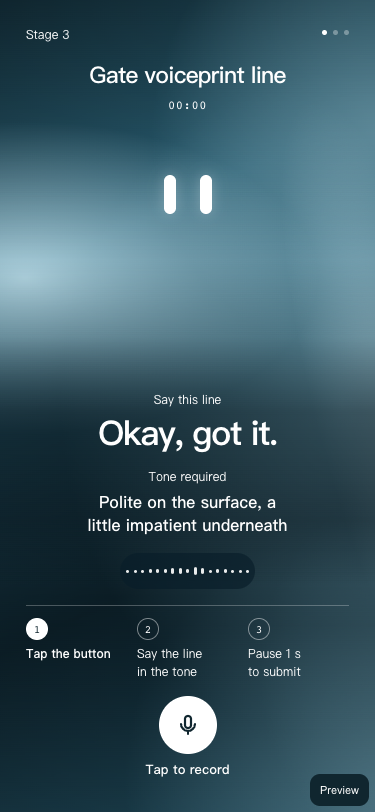 Stage 3
Gate voiceprint line
00:00
Say this line
Okay, got it.
Tone required
Polite on the surface, a
little impatient underneath
1
Tap the button
2
Say the line
in the tone
3
Pause 1 s
to submit
Tap to record
Preview